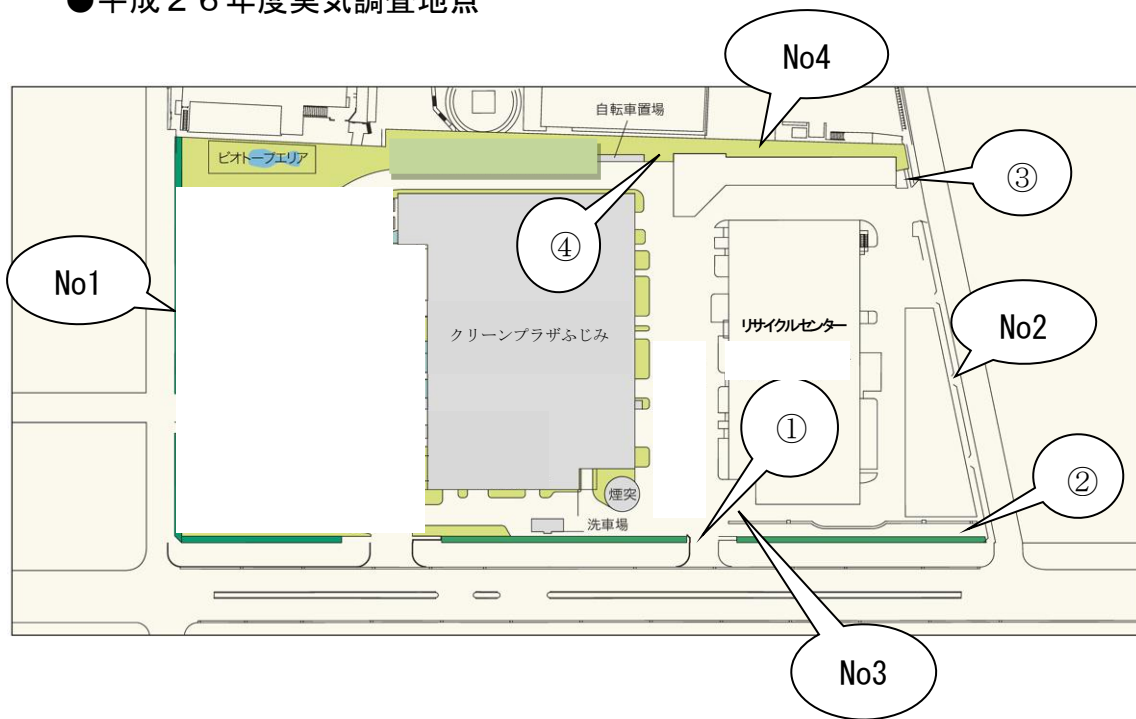 ●平成２６年度臭気調査地点
No4
自転車置場
ビオトープエリア
③
④
No1
No2
クリーンプラザふじみ
リサイクルセンター
①
②
煙突
洗車場
No3